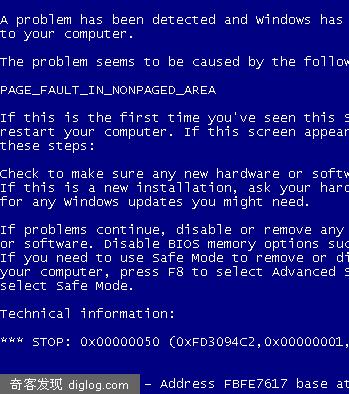 A problem has been detected and windows has
to your computer.
The problem seems to be caused by the follow
PAGE_FAULT_IN_NONPAGED_AREA
If this is the first time you've seen this S
restart your computer. If this screen appear
these steps:
Check to make sure any new hardware or softw
If this is a new installation, ask your hard
for any windows updates you might need.
If problems continue, disable or remove any
or software. Disable BIOS memory options suc
If you need to use Safe Mode to remove or di
your computer, press F8 to select Advanced S
select Safe Mode.
Technical information:
*** STOP: 0x00000050 (0xFD3094C2,0x00000001,
奇客发现 diglog.com – Address FBFE7617 base at